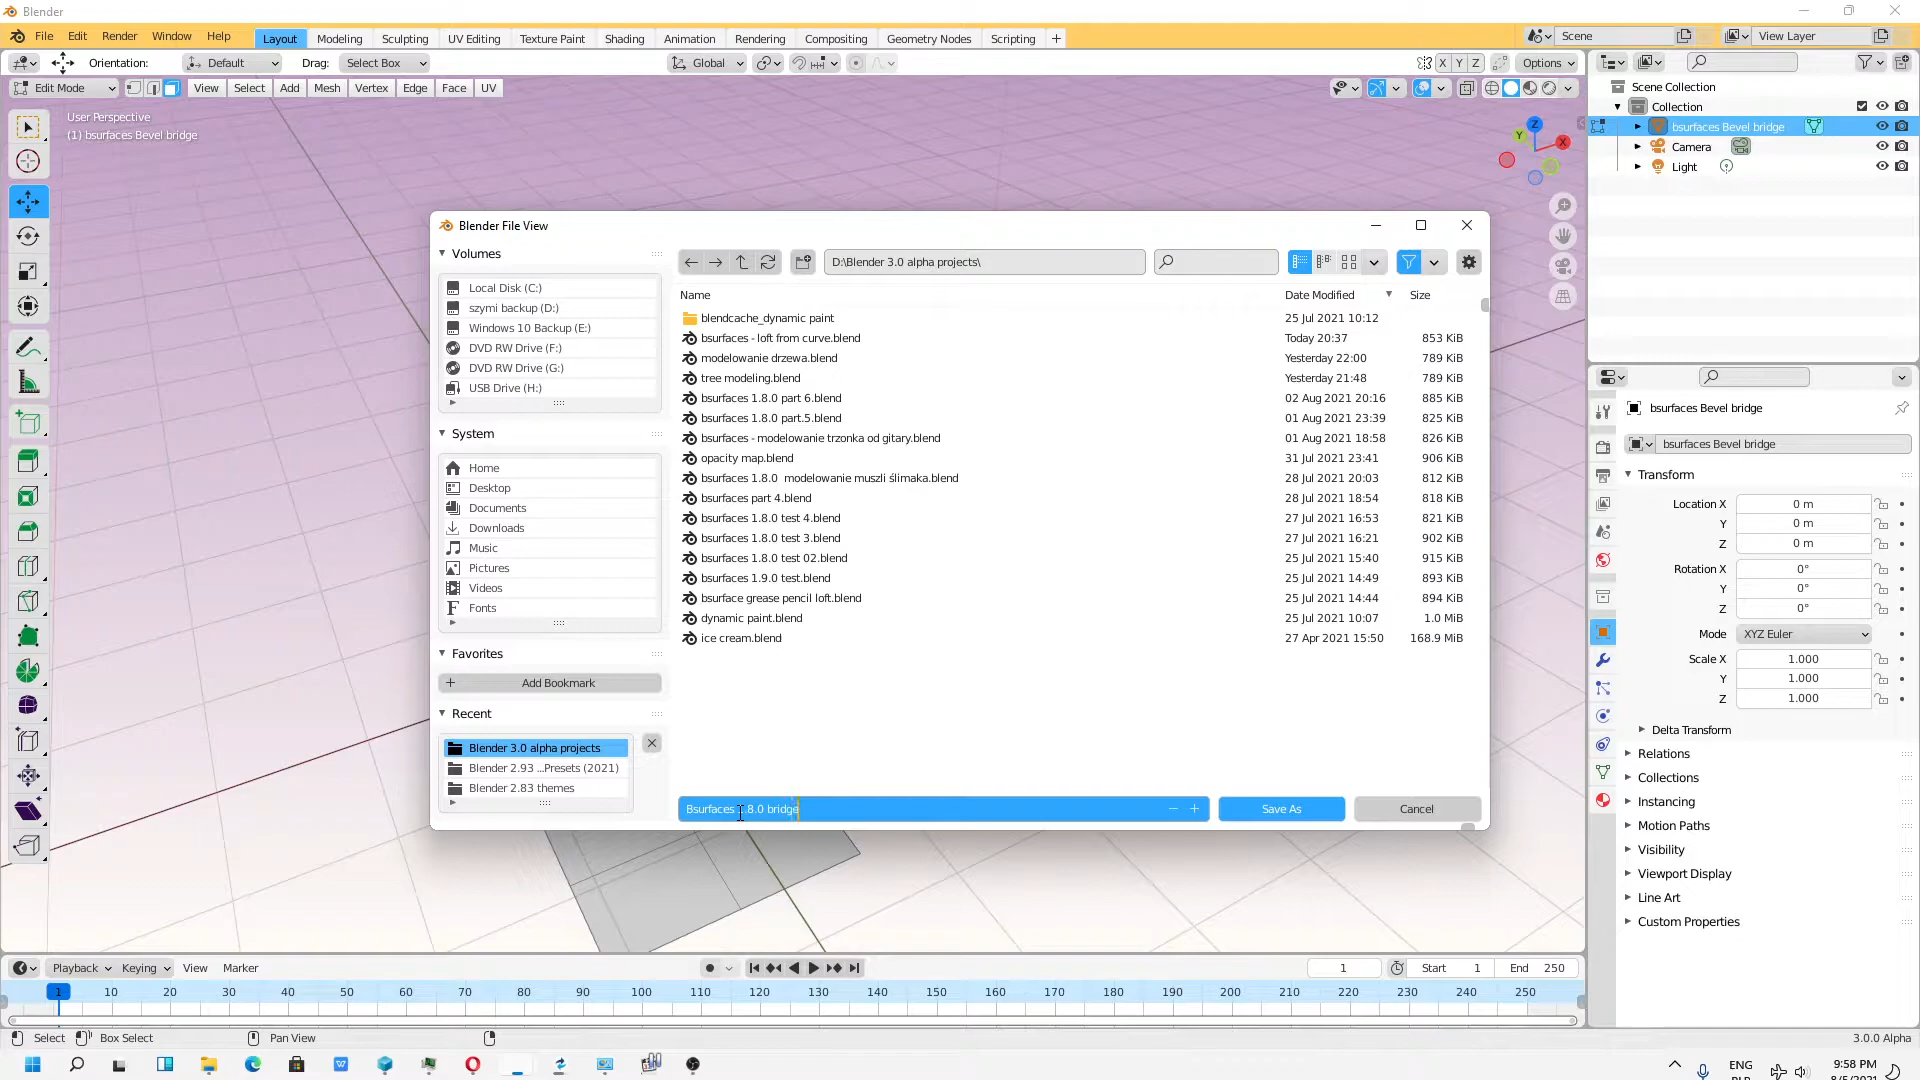 Blender
File Edit Render Window Help Layout Modeling Sculpting UV Editing Texture Paint Shading Animation Rendering Compositing Geometry Nodes Scripting + Scene View Layer
Orientation: Default Drag: Select Box Global X Y Z Options
Edit Mode View Select Add Mesh Vertex Edge Face UV
User Perspective
(1) bsurfaces Bevel bridge
Z
Y
X
Scene Collection
Collection
bsurfaces Bevel bridge
Camera
Light
Blender File View
Volumes
Local Disk (C:)
szymi backup (D:)
Windows 10 Backup (E:)
DVD RW Drive (F:)
DVD RW Drive (G:)
USB Drive (H:)
System
Home
Desktop
Documents
Downloads
Music
Pictures
Videos
Fonts
Favorites
Add Bookmark
Recent
Blender 3.0 alpha projects
Blender 2.93 ...Presets (2021)
Blender 2.83 themes
D:\Blender 3.0 alpha projects\
Name Date Modified Size
blendcache_dynamic paint 25 Jul 2021 10:12
bsurfaces - loft from curve.blend Today 20:37 853 KiB
modelowanie drzewa.blend Yesterday 22:00 789 KiB
tree modeling.blend Yesterday 21:48 789 KiB
bsurfaces 1.8.0 part 6.blend 02 Aug 2021 20:16 885 KiB
bsurfaces 1.8.0 part.5.blend 01 Aug 2021 23:39 825 KiB
bsurfaces - modelowanie trzonka od gitary.blend 01 Aug 2021 18:58 826 KiB
opacity map.blend 31 Jul 2021 23:41 906 KiB
bsurfaces 1.8.0 modelowanie muszli ślimaka.blend 28 Jul 2021 20:03 812 KiB
bsurfaces part 4.blend 28 Jul 2021 18:54 818 KiB
bsurfaces 1.8.0 test 4.blend 27 Jul 2021 16:53 821 KiB
bsurfaces 1.8.0 test 3.blend 27 Jul 2021 16:21 902 KiB
bsurfaces 1.8.0 test 02.blend 25 Jul 2021 15:40 915 KiB
bsurfaces 1.9.0 test.blend 25 Jul 2021 14:49 893 KiB
bsurface grease pencil loft.blend 25 Jul 2021 14:44 894 KiB
dynamic paint.blend 25 Jul 2021 10:07 1.0 MiB
ice cream.blend 27 Apr 2021 15:50 168.9 MiB
Bsurfaces 1.8.0 bridge Save As Cancel
bsurfaces Bevel bridge
bsurfaces Bevel bridge
Transform
Location X 0 m
Y 0 m
Z 0 m
Rotation X 0°
Y 0°
Z 0°
Mode XYZ Euler
Scale X 1.000
Y 1.000
Z 1.000
Delta Transform
Relations
Collections
Instancing
Motion Paths
Visibility
Viewport Display
Line Art
Custom Properties
Playback Keying View Marker 1 Start 1 End 250
1 10 20 30 40 50 60 70 80 90 100 110 120 130 140 150 160 170 180 190 200 210 220 230 240 250
Select Box Select Pan View 3.0.0 Alpha
ENG 9:58 PM